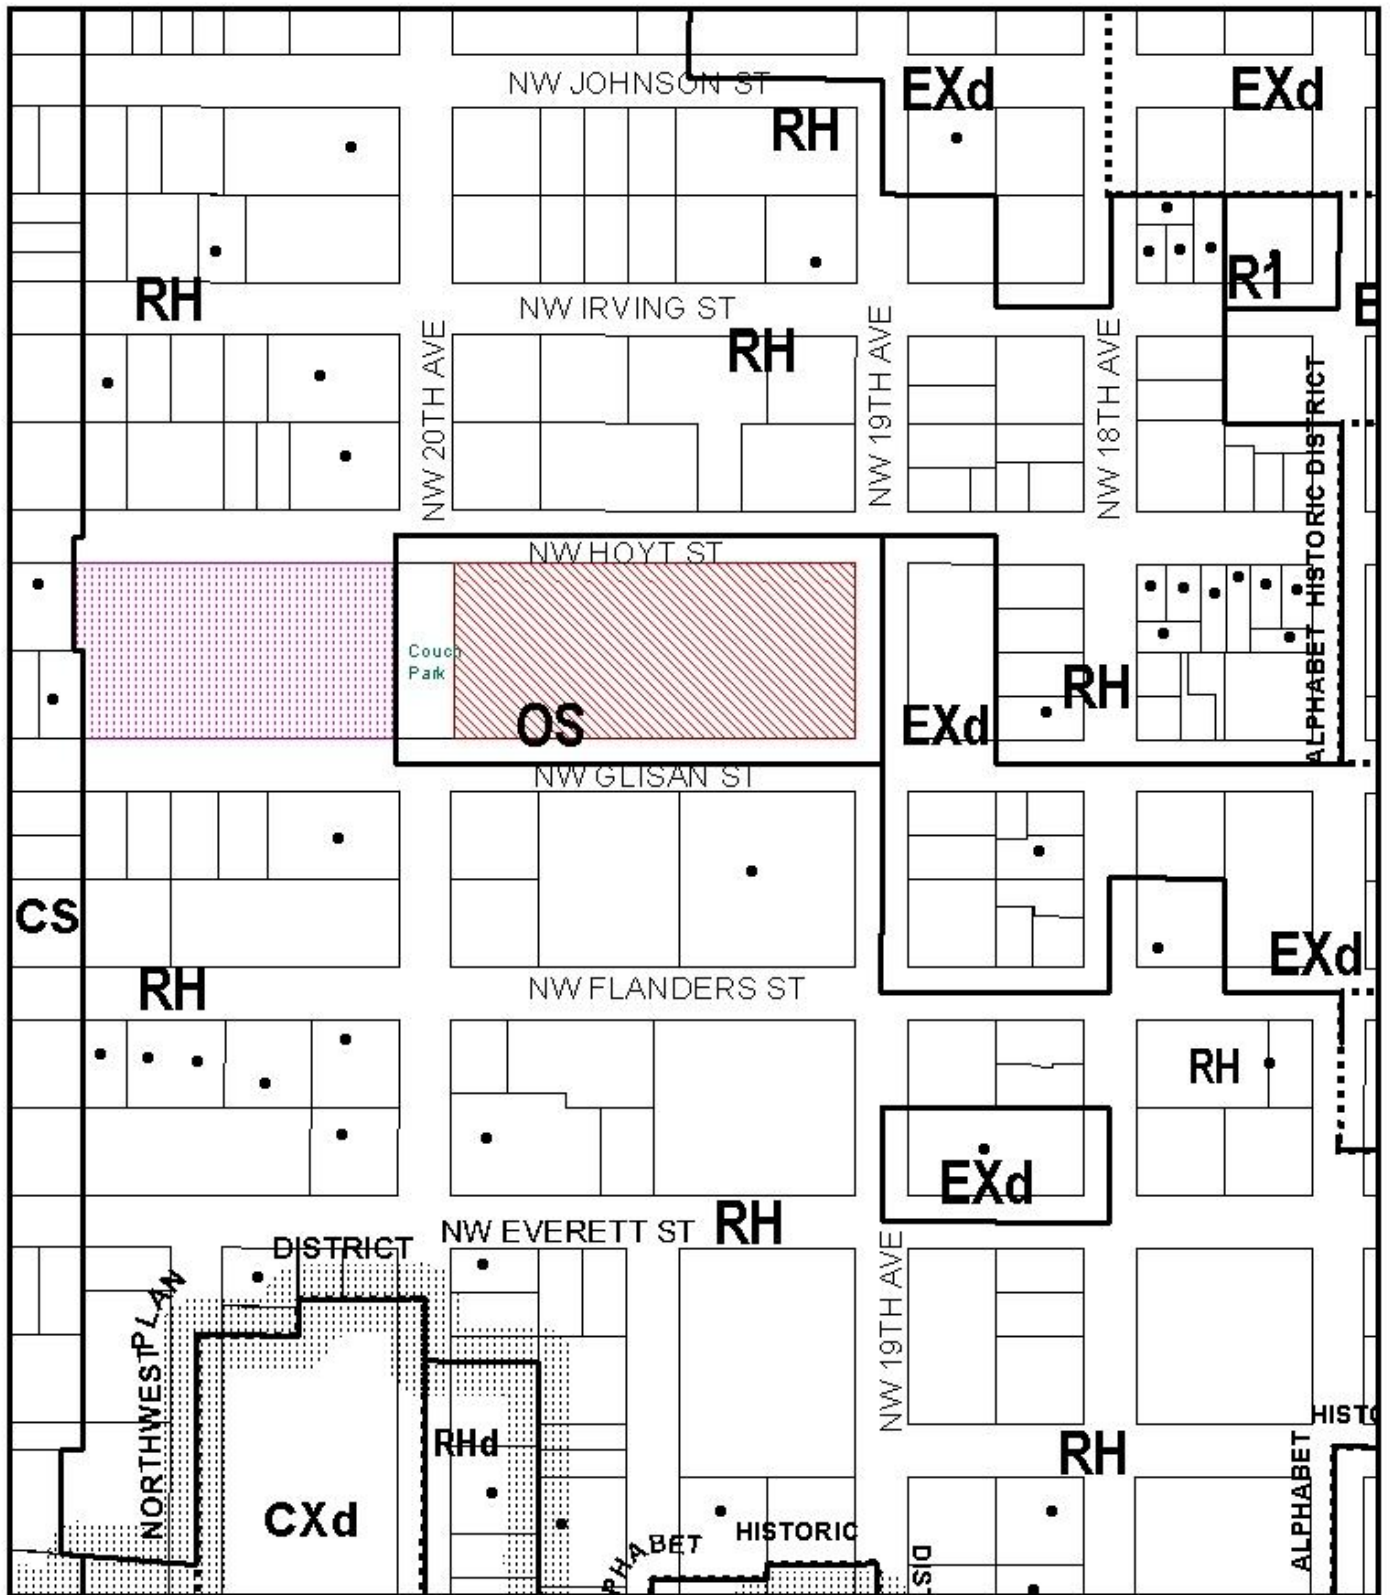 NW JOHNSON ST
EXd
EXd
RH
RH
R1
E
NW IRVING ST
RH
NW 20TH AVE
NW 19TH AVE
NW 18TH AVE
ALPHABET HISTORIC DISTRICT
NW HOYT ST
Couch
Park
OS
EXd
RH
NW GLISAN ST
CS
RH
EXd
NW FLANDERS ST
RH
EXd
NW EVERETT ST
RH
DISTRICT
NORTHWEST PLAN
NW 19TH AVE
RHd
CXd
RH
HISTO
ALPHABET
PHABET
HISTORIC
DIS